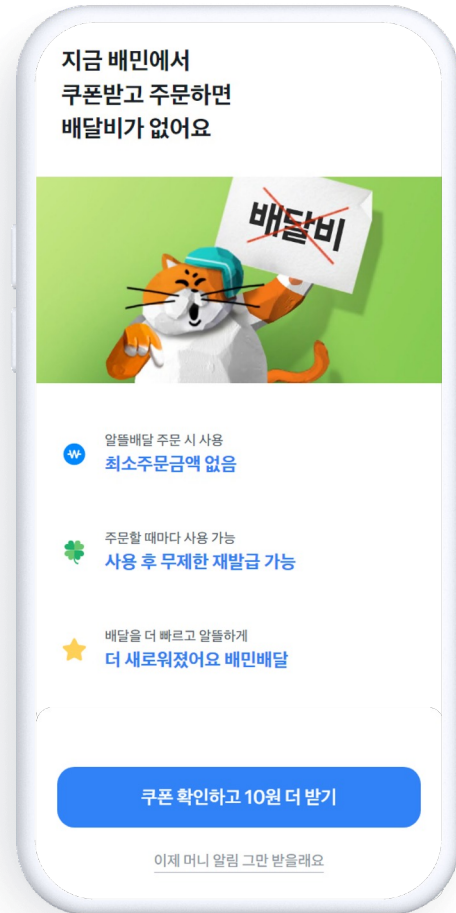 지금 배민에서
쿠폰받고 주문하면
배달비가 없어요
배달비
알뜰배달 주문 시 사용
최소주문금액 없음
주문할 때마다 사용 가능
사용 후 무제한 재발급 가능
배달을 더 빠르고 알뜰하게
더 새로워졌어요 배민배달
쿠폰 확인하고 10원 더 받기
이제 머니 알림 그만 받을래요